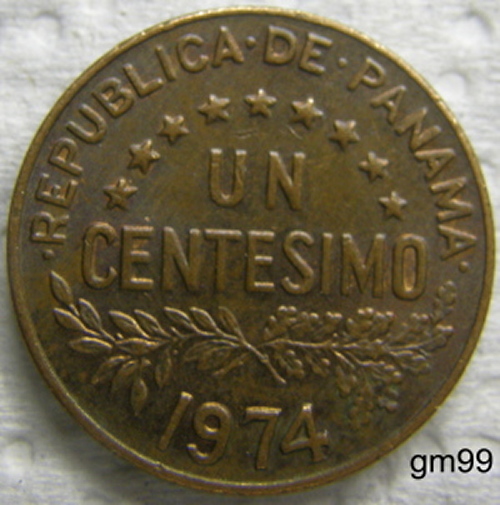 ·REPUBLICA·DE·PANAMA·
UN
CENTESIMO
1974
gm99